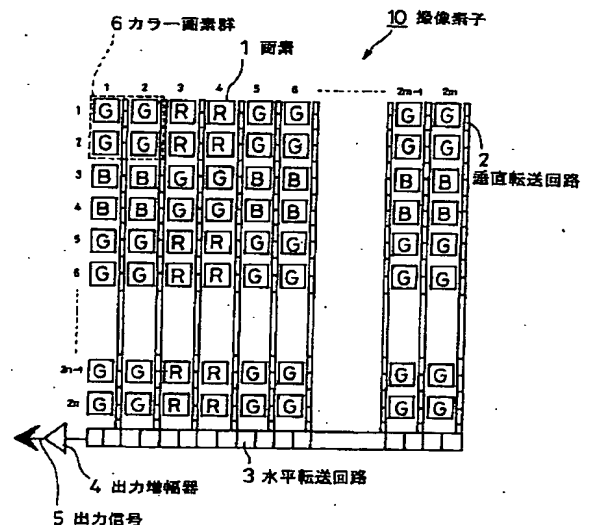 6 カラー画素群
10 撮像素子
1 画素
1 2 3 4 5 6 2m-1 2m
1 G G R R G G G G
2 G G R R G G G G
2 垂直転送回路
3 B B G G B B B B
4 B B G G B B B B
5 G G R R G G G G
6 G G R R G G G G
2n-1 G G R R G G G G
2n G G R R G G G G
3 水平転送回路
4 出力増幅器
5 出力信号